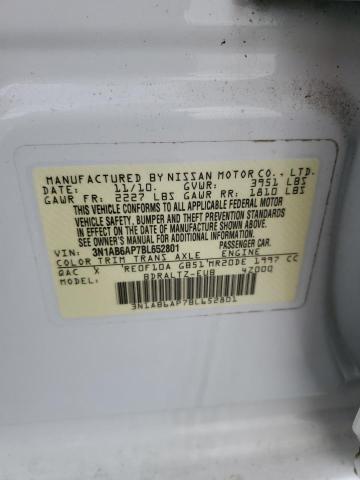 MANUFACTURED BY NISSAN MOTOR CO., LTD.
DATE: 11/10. GVWR: 3951 LBS
GAWR FR: 2227 LBS GAWR RR: 1810 LBS
THIS VEHICLE CONFORMS TO ALL APPLICABLE FEDERAL MOTOR
VEHICLE SAFETY, BUMPER AND THEFT PREVENTION STANDARDS
IN EFFECT ON THE DATE OF MANUFACTURE SHOWN ABOVE.
SEE OWNER'S MANUAL FOR ADDITIONAL INFORMATION.
PASSENGER CAR.
VIN: 3N1AB6AP7BL652801
COLOR TRIM TRANS AXLE ENGINE
QAC X 'RE0F10A GB51'MR20DE 1997 CC
BDRALTZ-EUB 4Z000
3N1AB6AP7BL652801